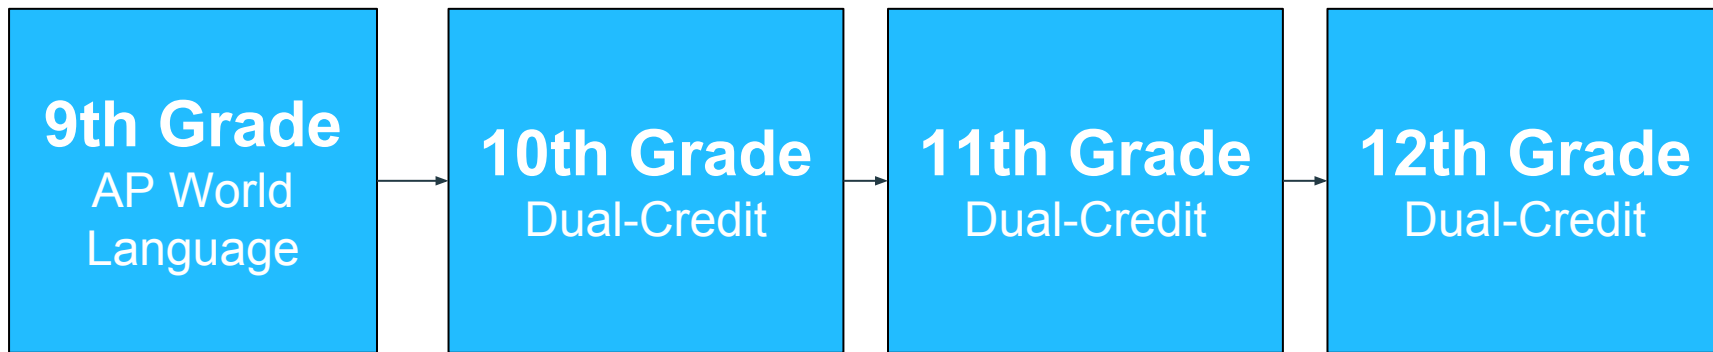 9th Grade
AP World
Language
10th Grade
Dual-Credit
11th Grade
Dual-Credit
12th Grade
Dual-Credit